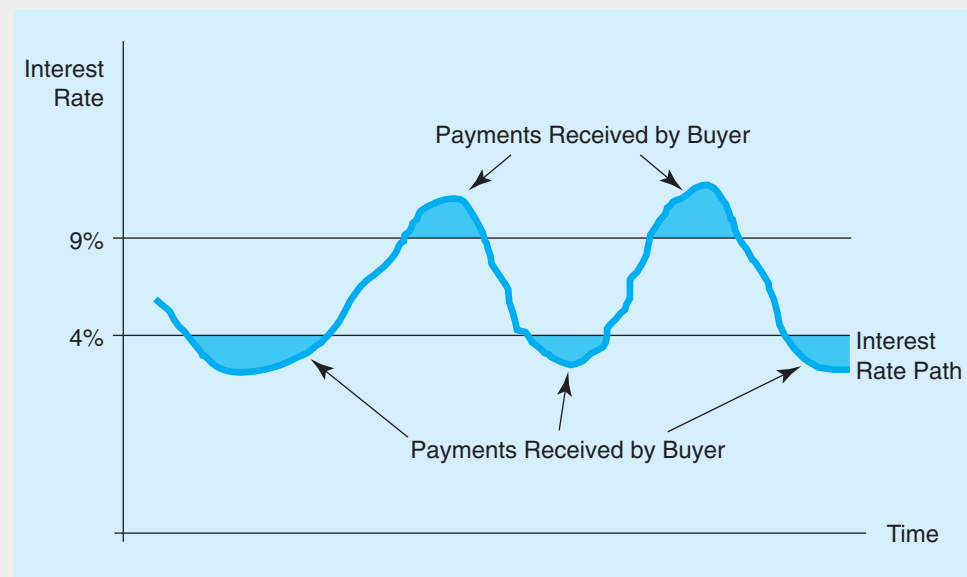 Interest
Rate
Payments Received by Buyer
9%
4%
Interest
Rate Path
Payments Received by Buyer
Time